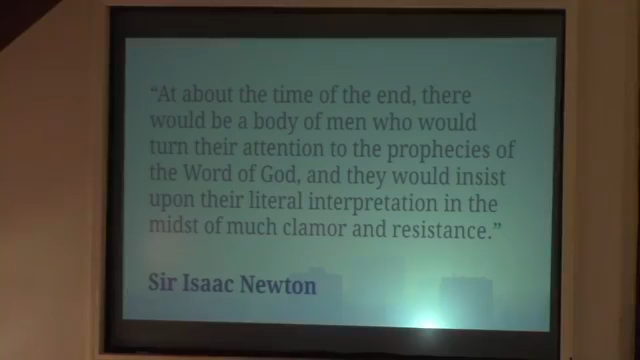 “At about the time of the end, there
would be a body of men who would
turn their attention to the prophecies of
the Word of God, and they would insist
upon their literal interpretation in the
midst of much clamor and resistance.”
Sir Isaac Newton